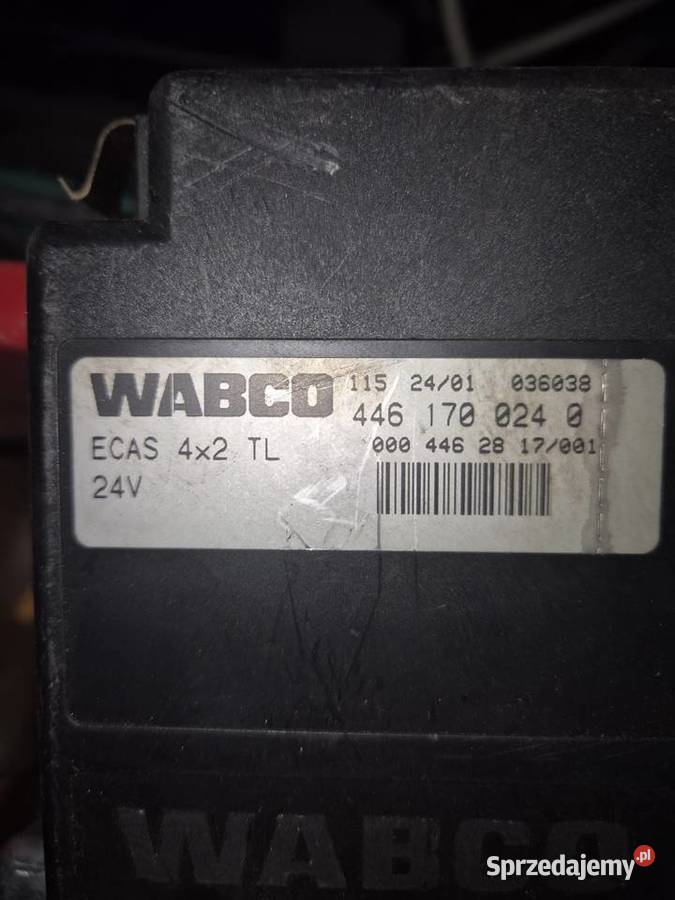 WABCO 115 24/01 036038
446 170 024 0
ECAS 4x2 TL 000 446 28 17/001
24V
WABCO
Sprzedajemy.pl